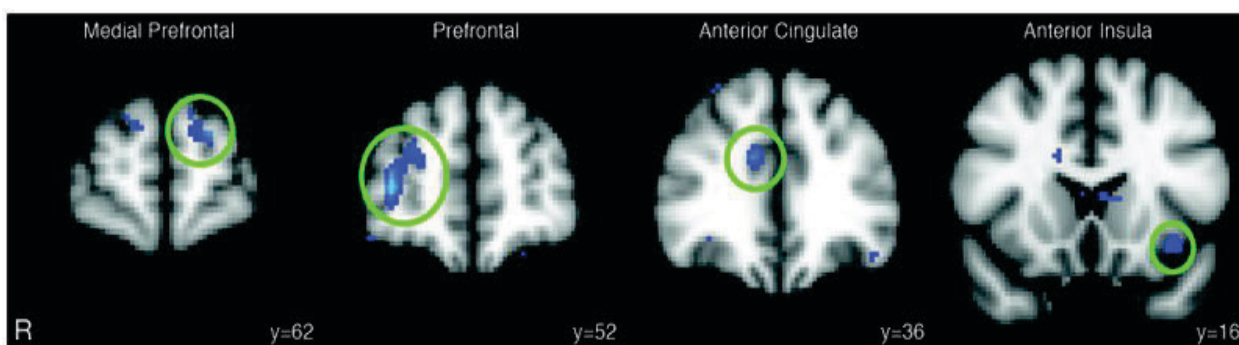 Medial Prefrontal
Prefrontal
Anterior Cingulate
Anterior Insula
R
y=62
y=52
y=36
y=16